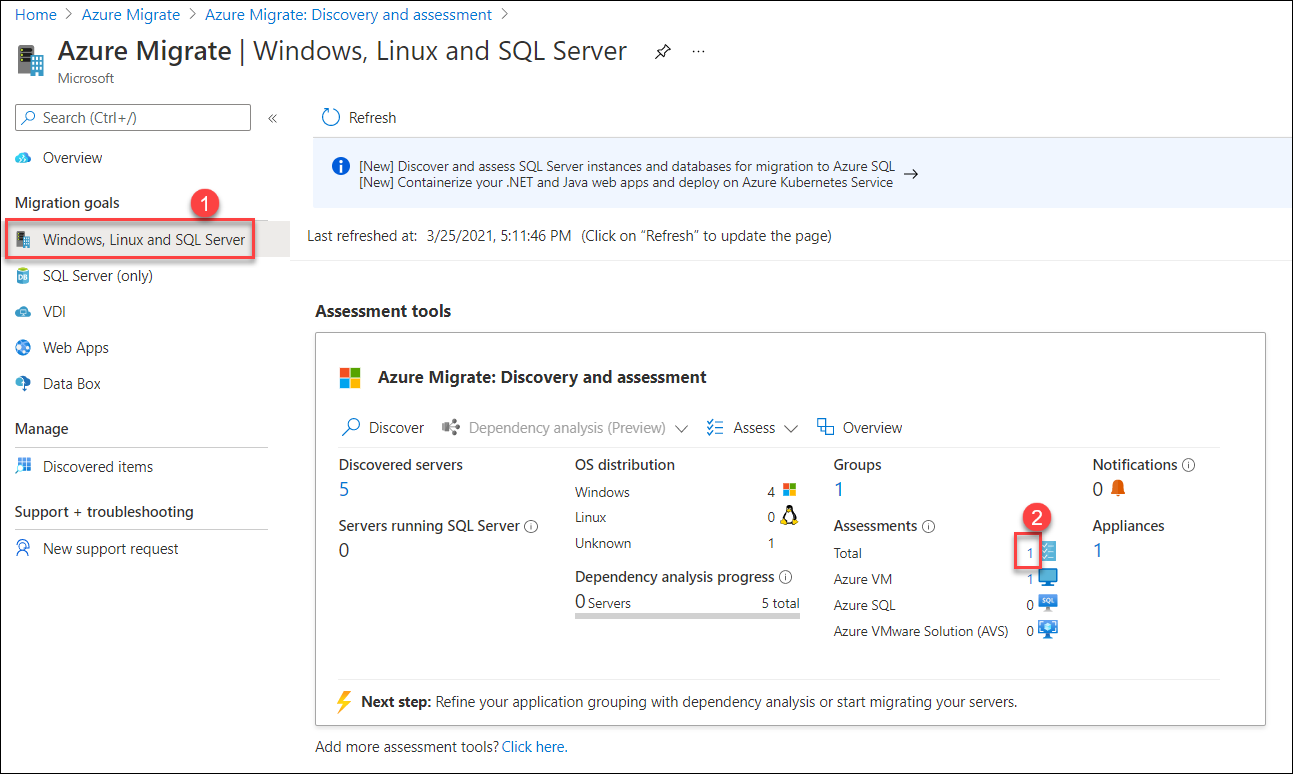 Home > Azure Migrate > Azure Migrate: Discovery and assessment >
Azure Migrate | Windows, Linux and SQL Server ...
Microsoft
Search (Ctrl+/) «
Overview
Migration goals
1
Windows, Linux and SQL Server
SQL Server (only)
VDI
Web Apps
Data Box
Manage
Discovered items
Support + troubleshooting
New support request
Refresh
[New] Discover and assess SQL Server instances and databases for migration to Azure SQL
[New] Containerize your .NET and Java web apps and deploy on Azure Kubernetes Service →
Last refreshed at: 3/25/2021, 5:11:46 PM (Click on “Refresh” to update the page)
Assessment tools
Azure Migrate: Discovery and assessment
Discover Dependency analysis (Preview) Assess Overview
Discovered servers
5
Servers running SQL Server
0
OS distribution
Windows 4
Linux 0
Unknown 1
Dependency analysis progress
0 Servers 5 total
Groups
1
Assessments
2
Total 1
Azure VM 1
Azure SQL 0 SQL
Azure VMware Solution (AVS) 0
Notifications
0
Appliances
1
Next step: Refine your application grouping with dependency analysis or start migrating your servers.
Add more assessment tools? Click here.